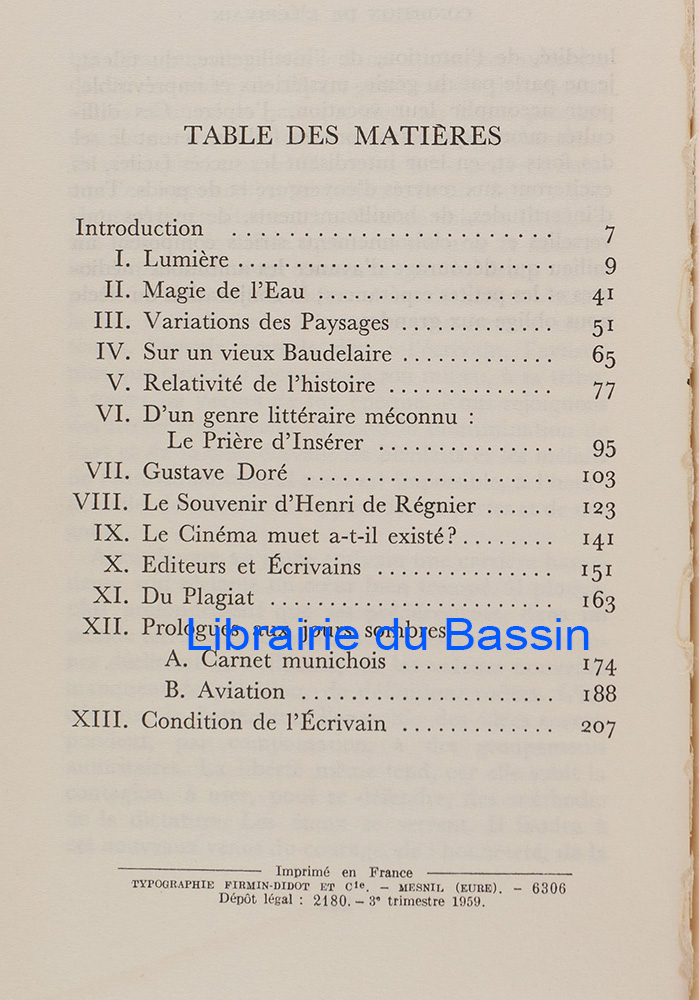 TABLE DES MATIÈRES
Introduction . . . . . . . . . . . . . . . . . . . . . . . 7
I. Lumière . . . . . . . . . . . . . . . . . . . . . . . 9
II. Magie de l'Eau . . . . . . . . . . . . . . . . . 41
III. Variations des Paysages . . . . . . . . . . . 51
IV. Sur un vieux Baudelaire . . . . . . . . . . . 65
V. Relativité de l'histoire . . . . . . . . . . . . 77
VI. D'un genre littéraire méconnu :
Le Prière d'Insérer . . . . . . . . . . . . . 95
VII. Gustave Doré . . . . . . . . . . . . . . . . . . 103
VIII. Le Souvenir d'Henri de Régnier . . . . . . 123
IX. Le Cinéma muet a-t-il existé ? . . . . . . . 141
X. Editeurs et Écrivains . . . . . . . . . . . . . 151
XI. Du Plagiat . . . . . . . . . . . . . . . . . . . . 163
XII. Prologues aux jours sombres
Librairie du Bassin
A. Carnet munichois . . . . . . . . . . . . 174
B. Aviation . . . . . . . . . . . . . . . . . . 188
XIII. Condition de l'Écrivain . . . . . . . . . . . 207
Imprimé en France
TYPOGRAPHIE FIRMIN-DIDOT ET Cie. – MESNIL (EURE). – 6306
Dépôt légal : 2180. – 3e trimestre 1959.